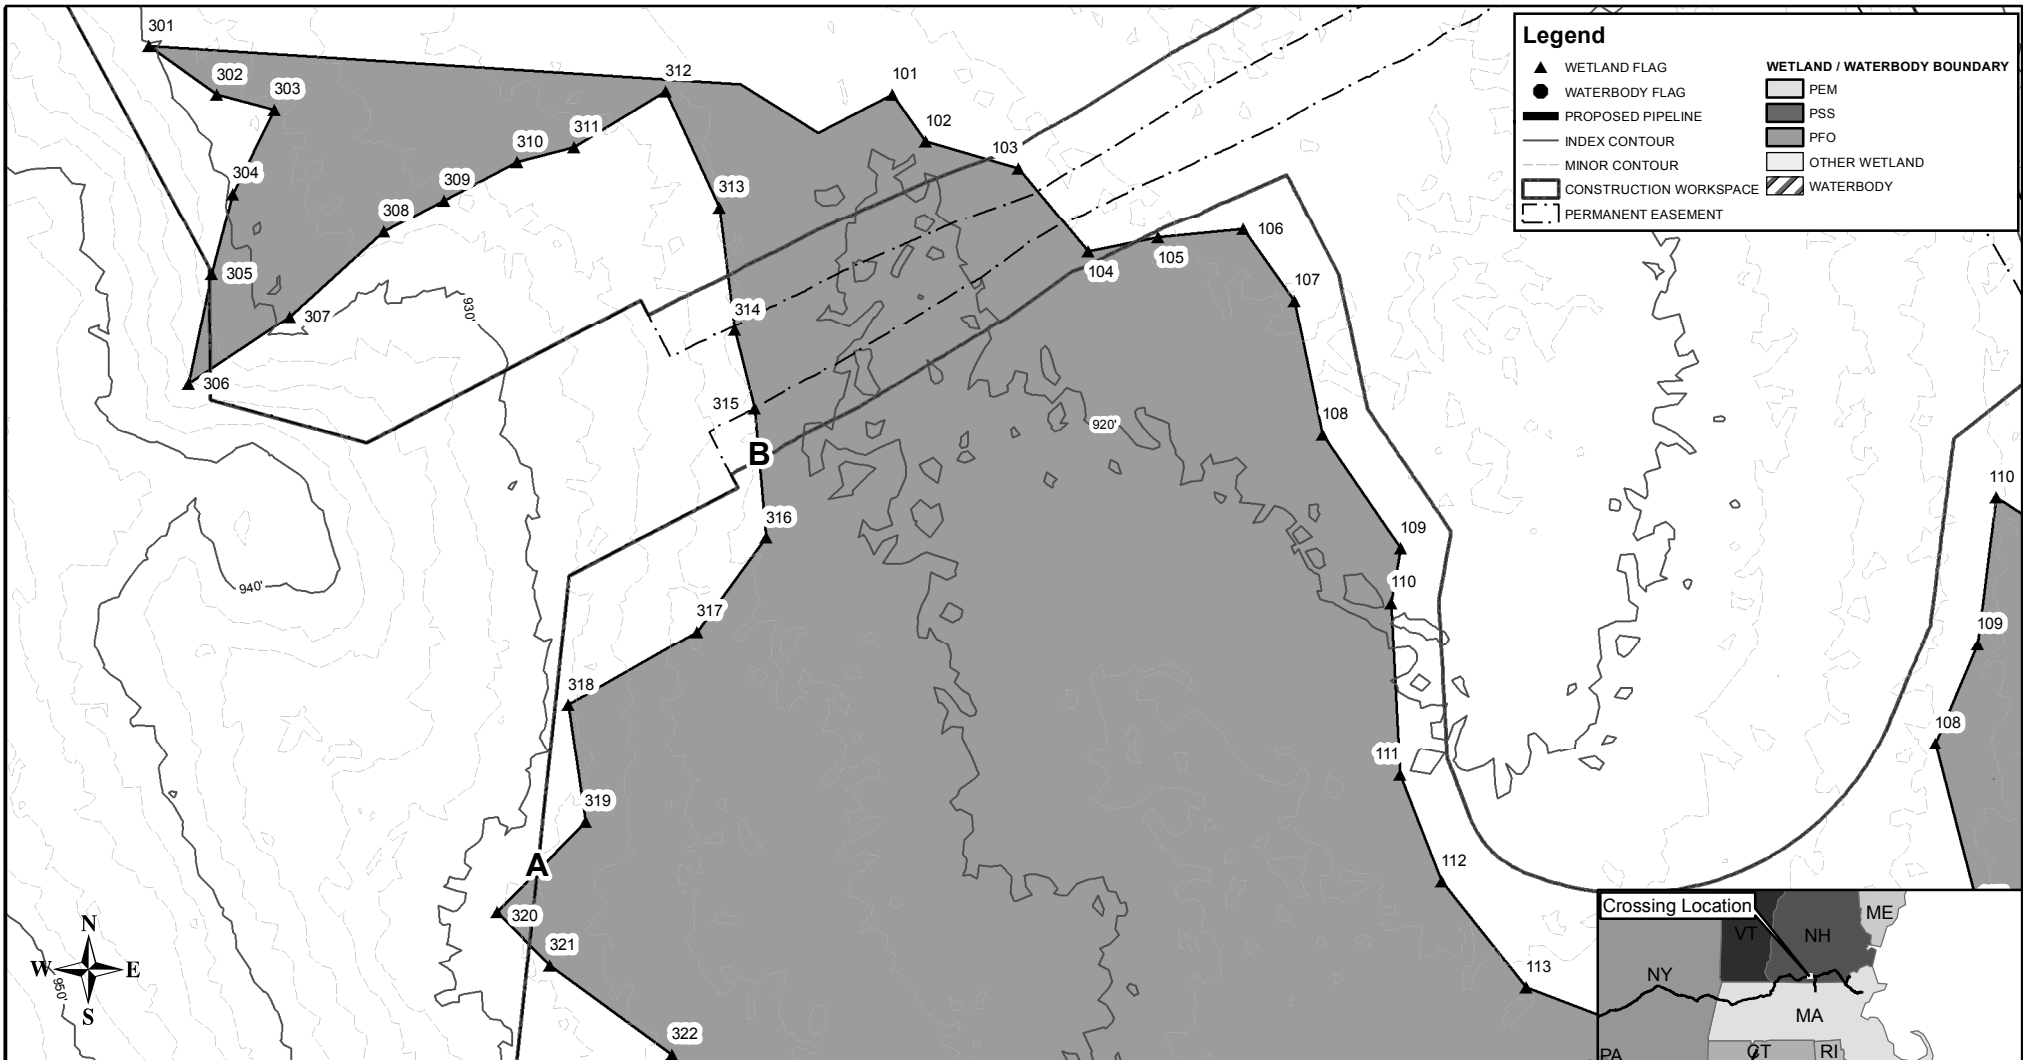 301
302
303
304
305
306
307
308
309
310
311
312
313
314
315
316
317
318
319
320
321
322
101
102
103
104
105
106
107
108
109
110
111
112
113
110
109
108
A
B
930'
920'
940'
950'
N
W E
S
Legend
WETLAND FLAG
WATERBODY FLAG
PROPOSED PIPELINE
INDEX CONTOUR
MINOR CONTOUR
CONSTRUCTION WORKSPACE
PERMANENT EASEMENT
WETLAND / WATERBODY BOUNDARY
PEM
PSS
PFO
OTHER WETLAND
WATERBODY
Crossing Location
ME
VT
NH
NY
MA
PA
CT
RI